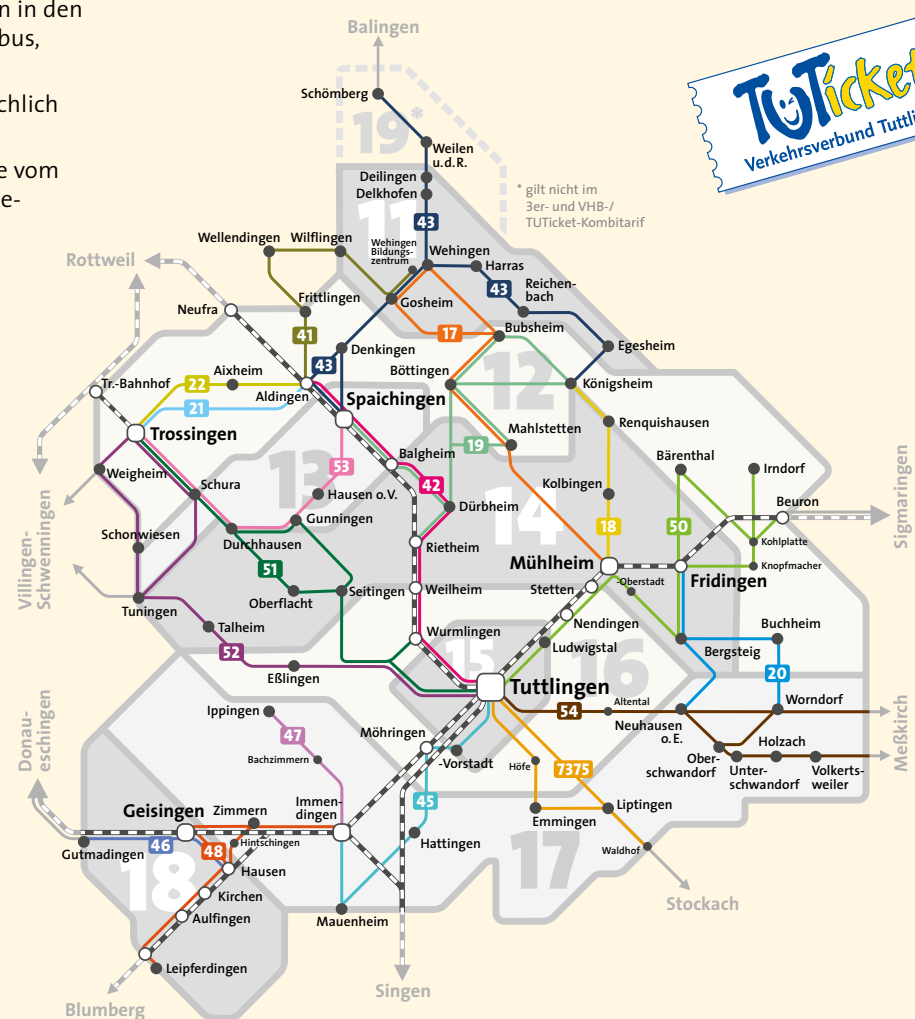 n in den
bus,
chlich
e vom
e-
Balingen
Schömberg
19*
Weilen
u.d.R.
Deilingen
Delkhofen
* gilt nicht im
3er- und VHB-/
TUTicket-Kombitarif
TUTicket
Verkehrsverbund Tuttli
11
43
Wellendingen
Wilflingen
Wehingen
Bildungs-
zentrum
Wehingen
Harras
Rottweil
43
Reichen-
bach
Neufra
Frittlingen
Gosheim
41
17
Bubsheim
Egesheim
43
Denkingen
12
Tr.-Bahnhof
22
Aixheim
Aldingen
Böttingen
Königsheim
21
Spaichingen
Trossingen
Mahlstetten
Renquishausen
19
13
53
Balgheim
Bärenthal
Irndorf
Weigheim
Schura
42
Hausen o.V.
Kolbingen
Dürbheim
14
Beuron
Sigmaringen
Gunningen
18
50
Schonwiesen
Durchhausen
Rietheim
Kohlplatte
Villingen-
Schwenningen
51
Mühlheim
Knopfmacher
Oberflacht
Seitingen
Weilheim
Stetten
-Oberstadt
Fridingen
Tuningen
Talheim
Nendingen
Buchheim
Wurmlingen
Ludwigstal
Bergsteig
52
15
16
Eßlingen
20
Tuttlingen
Altental
Worndorf
Ippingen
54
Neuhausen
o.E.
Meßkirch
Donau-
eschingen
47
Möhringen
Holzach
Bachzimmern
-Vorstadt
Höfe
7375
Ober-
schwandorf
Unter-
schwandorf
Volkerts-
weiler
Geisingen
Zimmern
Immen-
dingen
45
Liptingen
Emmingen
46
48
Hintschingen
Hattingen
Gutmadingen
Waldhof
17
Hausen
18
Kirchen
Stockach
Aulfingen
Mauenheim
Leipferdingen
Singen
Blumberg